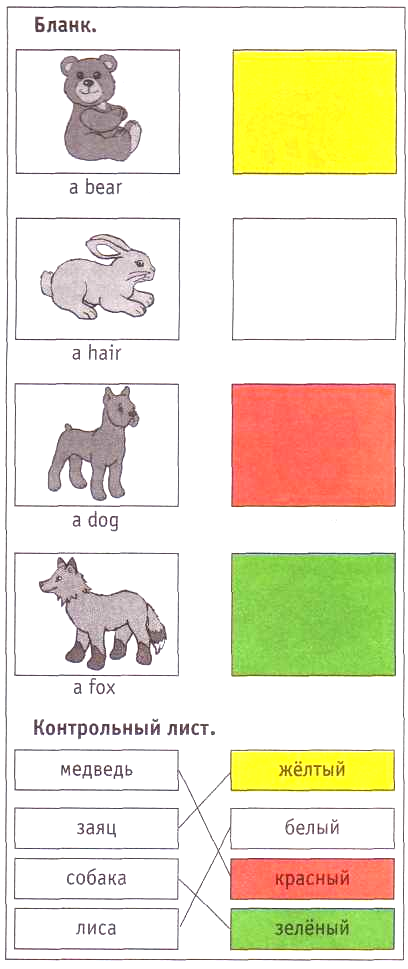 Бланк.
a bear
a hair
a dog
a fox
Контрольный лист.
медведь
жёлтый
заяц
белый
собака
красный
лиса
зелёный